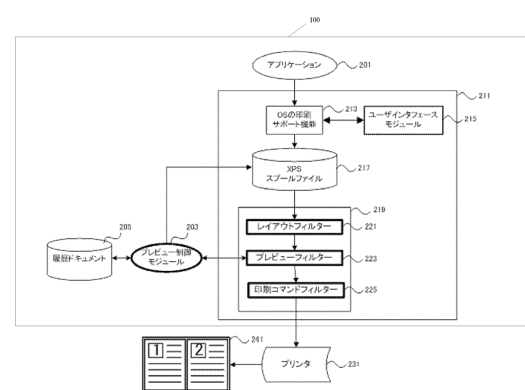 100
アプリケーション
201
211
OSの印刷
サポート機能
213
ユーザインタフェース
モジュール
215
XPS
スプールファイル
217
219
203
205
レイアウトフィルター
221
履歴ドキュメント
プレビュー制御
モジュール
プレビューフィルター
223
印刷コマンドフィルター
225
241
1
2
プリンタ
231